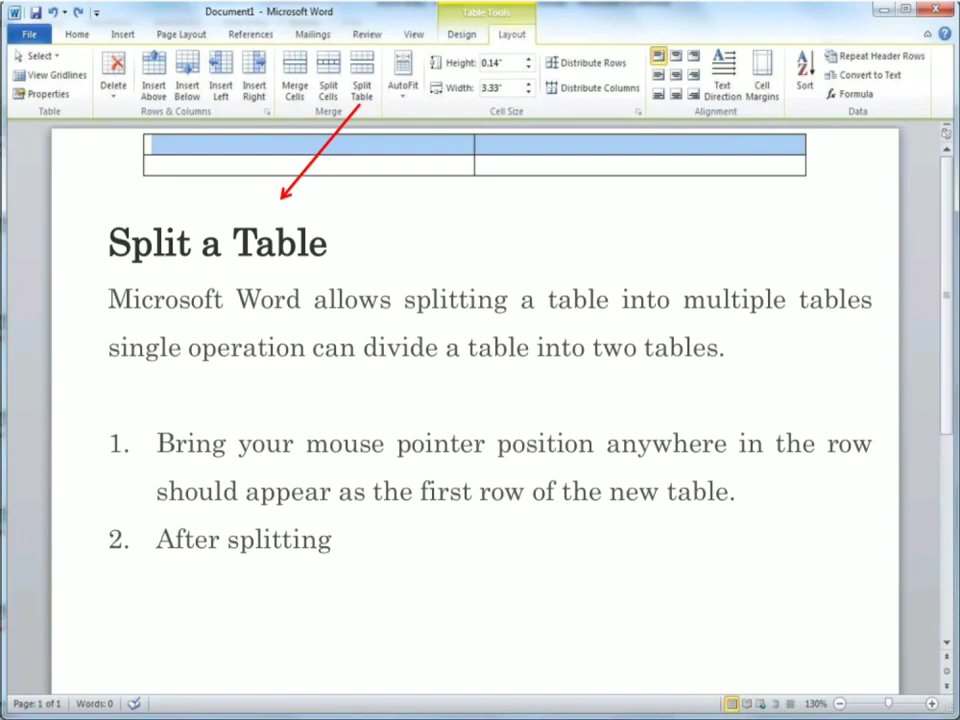 Document1 - Microsoft Word
Table Tools
File Home Insert Page Layout References Mailings Review View Design Layout
Select
View Gridlines
Properties
Table
Delete
Insert Above
Insert Below
Insert Left
Insert Right
Rows & Columns
Merge Cells
Split Cells
Split Table
Merge
AutoFit
Height: 0.14"
Width: 3.33"
Distribute Rows
Distribute Columns
Cell Size
Text Direction
Cell Margins
Alignment
Sort
Repeat Header Rows
Convert to Text
Formula
Data
Split a Table
Microsoft Word allows splitting a table into multiple tables
single operation can divide a table into two tables.
1. Bring your mouse pointer position anywhere in the row
should appear as the first row of the new table.
2. After splitting
Page: 1 of 1 Words: 0 130%